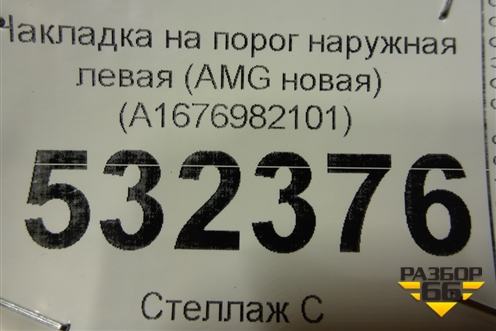 Накладка на порог наружная
левая (AMG новая)
(A1676982101)
532376
Стеллаж С
РАЗБОР
66